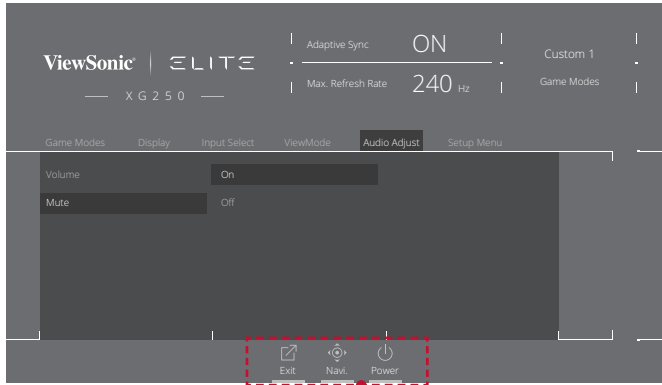 Adaptive Sync ON
ViewSonic® | ELITE Custom 1
Max. Refresh Rate 240 Hz Game Modes
XG250
Game Modes Display Input Select ViewMode Audio Adjust Setup Menu
Volume On
Mute Off
Exit Navi. Power